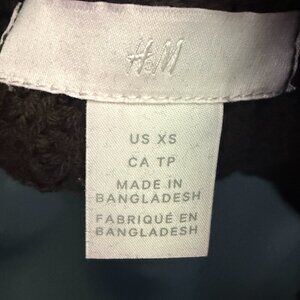 H&M
US XS
CA TP
MADE IN
BANGLADESH
FABRIQUÉ EN
BANGLADESH